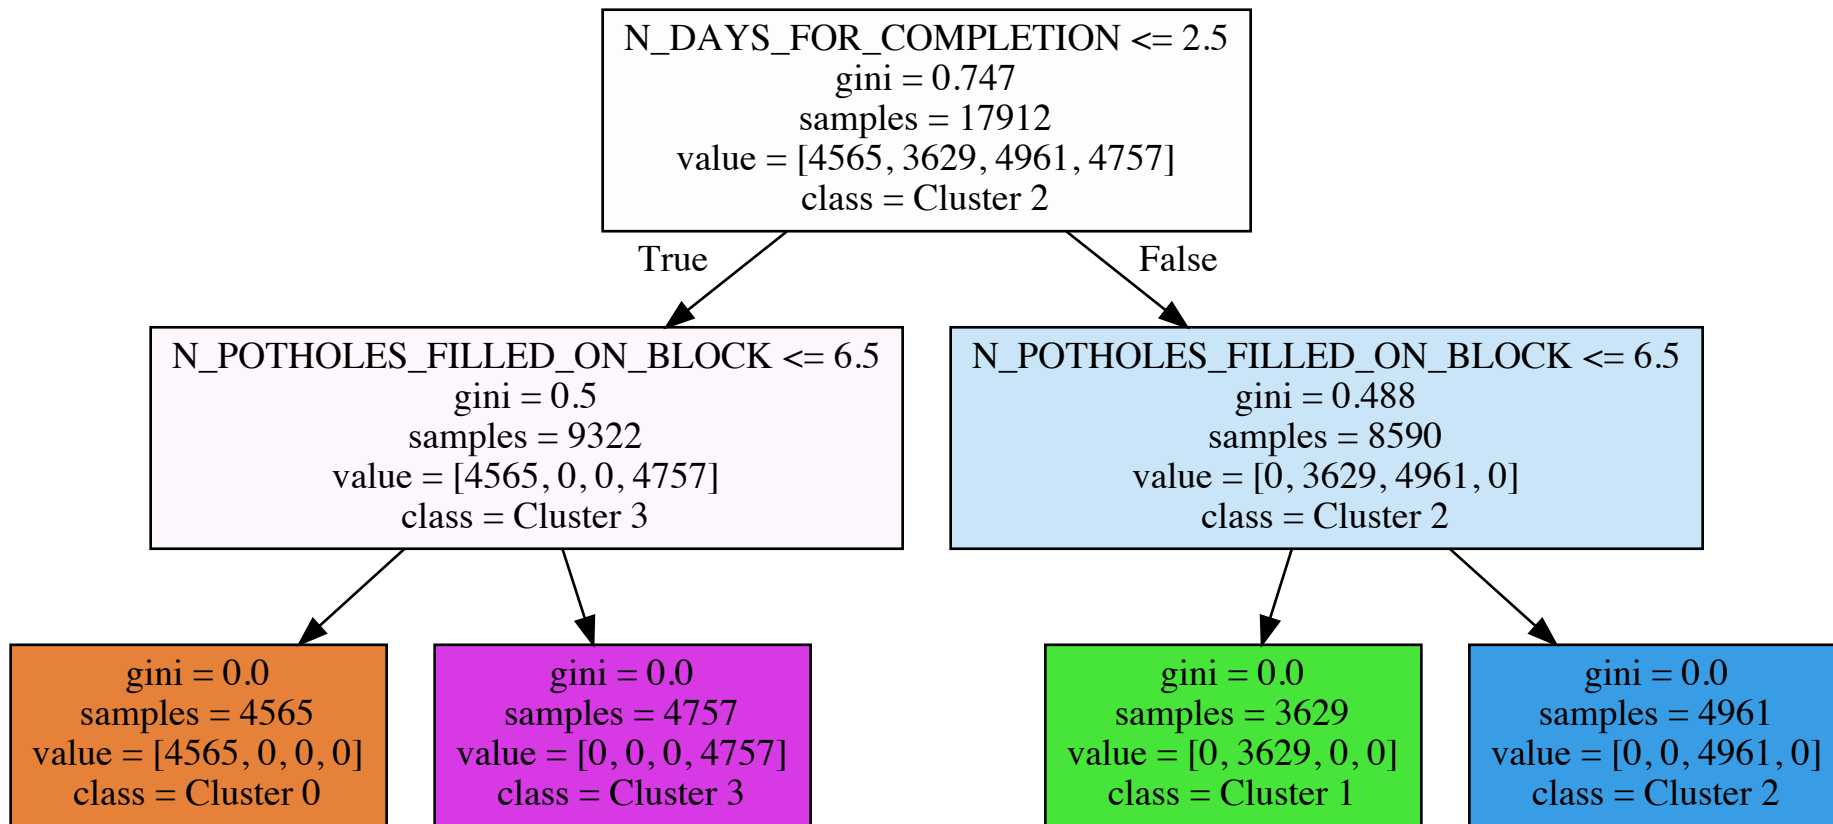 N_DAYS_FOR_COMPLETION <= 2.5
gini = 0.747
samples = 17912
value = [4565, 3629, 4961, 4757]
class = Cluster 2
True
False
N_POTHOLES_FILLED_ON_BLOCK <= 6.5
gini = 0.5
samples = 9322
value = [4565, 0, 0, 4757]
class = Cluster 3
N_POTHOLES_FILLED_ON_BLOCK <= 6.5
gini = 0.488
samples = 8590
value = [0, 3629, 4961, 0]
class = Cluster 2
gini = 0.0
samples = 4565
value = [4565, 0, 0, 0]
class = Cluster 0
gini = 0.0
samples = 4757
value = [0, 0, 0, 4757]
class = Cluster 3
gini = 0.0
samples = 3629
value = [0, 3629, 0, 0]
class = Cluster 1
gini = 0.0
samples = 4961
value = [0, 0, 4961, 0]
class = Cluster 2